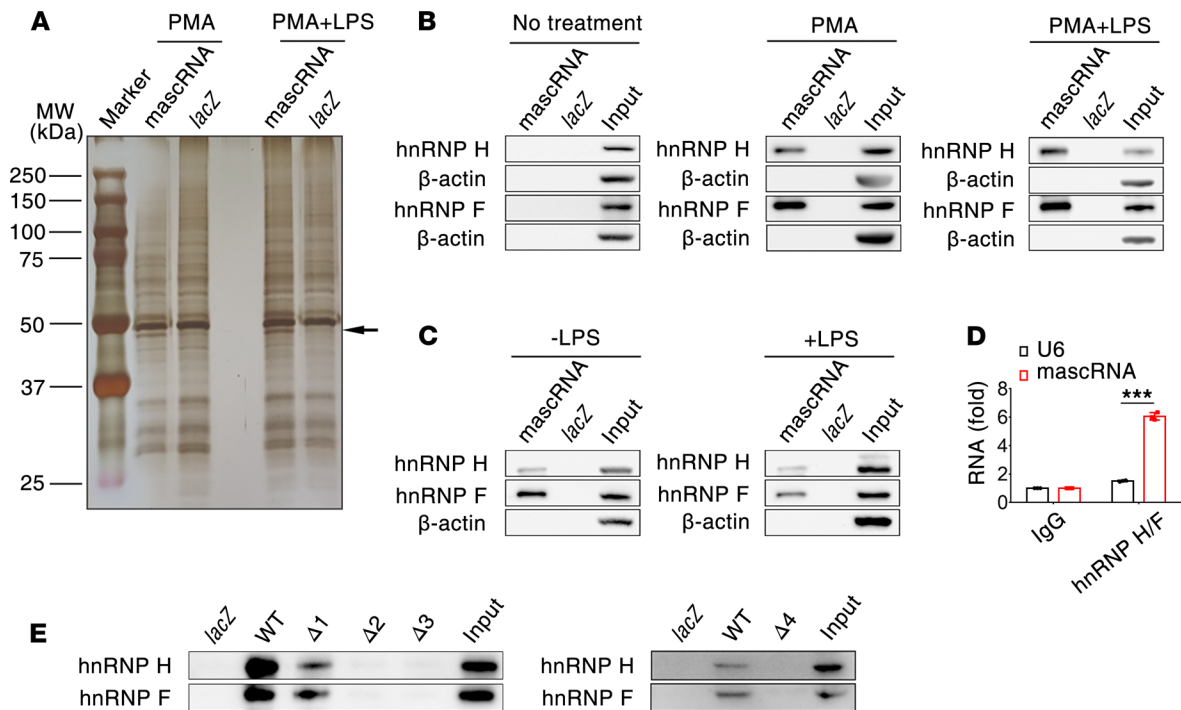 A
PMA
PMA+LPS
Marker
mascRNA
lacZ
mascRNA
lacZ
MW
(kDa)
250
150
100
75
50
37
25
B
No treatment
PMA
PMA+LPS
mascRNA
lacZ
Input
mascRNA
lacZ
Input
mascRNA
lacZ
Input
hnRNP H
β-actin
hnRNP F
β-actin
hnRNP H
β-actin
hnRNP F
β-actin
hnRNP H
β-actin
hnRNP F
β-actin
C
-LPS
+LPS
mascRNA
lacZ
Input
mascRNA
lacZ
Input
hnRNP H
hnRNP F
β-actin
hnRNP H
hnRNP F
β-actin
D
U6
mascRNA
RNA (fold)
8
6
4
2
0
***
IgG
hnRNP H/F
E
lacZ
WT
Δ1
Δ2
Δ3
Input
hnRNP H
hnRNP F
lacZ
WT
Δ4
Input
hnRNP H
hnRNP F